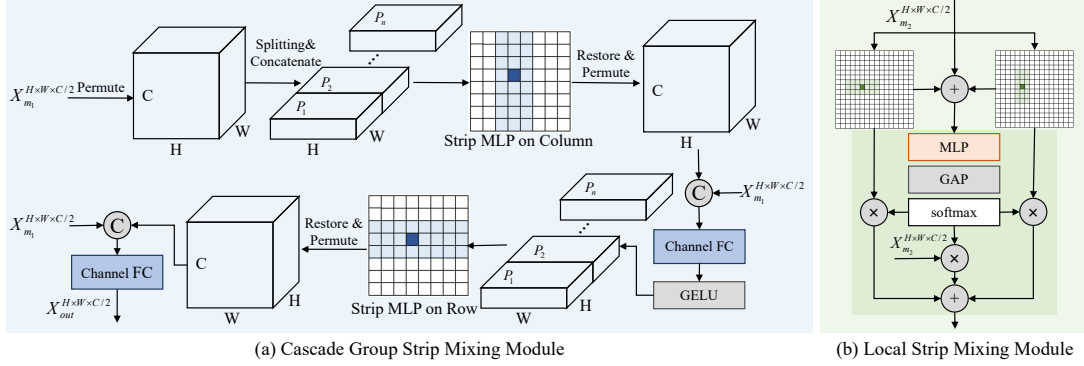 X_{m_1}^{H×W×C/2}
Permute
C
H
W
Splitting&
Concatenate
P_n
P_2
P_1
H
W
Strip MLP on Column
Restore &
Permute
C
H
W
C
X_{m_1}^{H×W×C/2}
Channel FC
GELU
P_n
P_2
P_1
W
H
Strip MLP on Row
Restore &
Permute
C
W
H
X_{m_1}^{H×W×C/2}
C
Channel FC
X_{out}^{H×W×C/2}
(a) Cascade Group Strip Mixing Module
X_{m_2}^{H×W×C/2}
+
MLP
GAP
softmax
×
×
X_{m_2}^{H×W×C/2}
×
+
(b) Local Strip Mixing Module